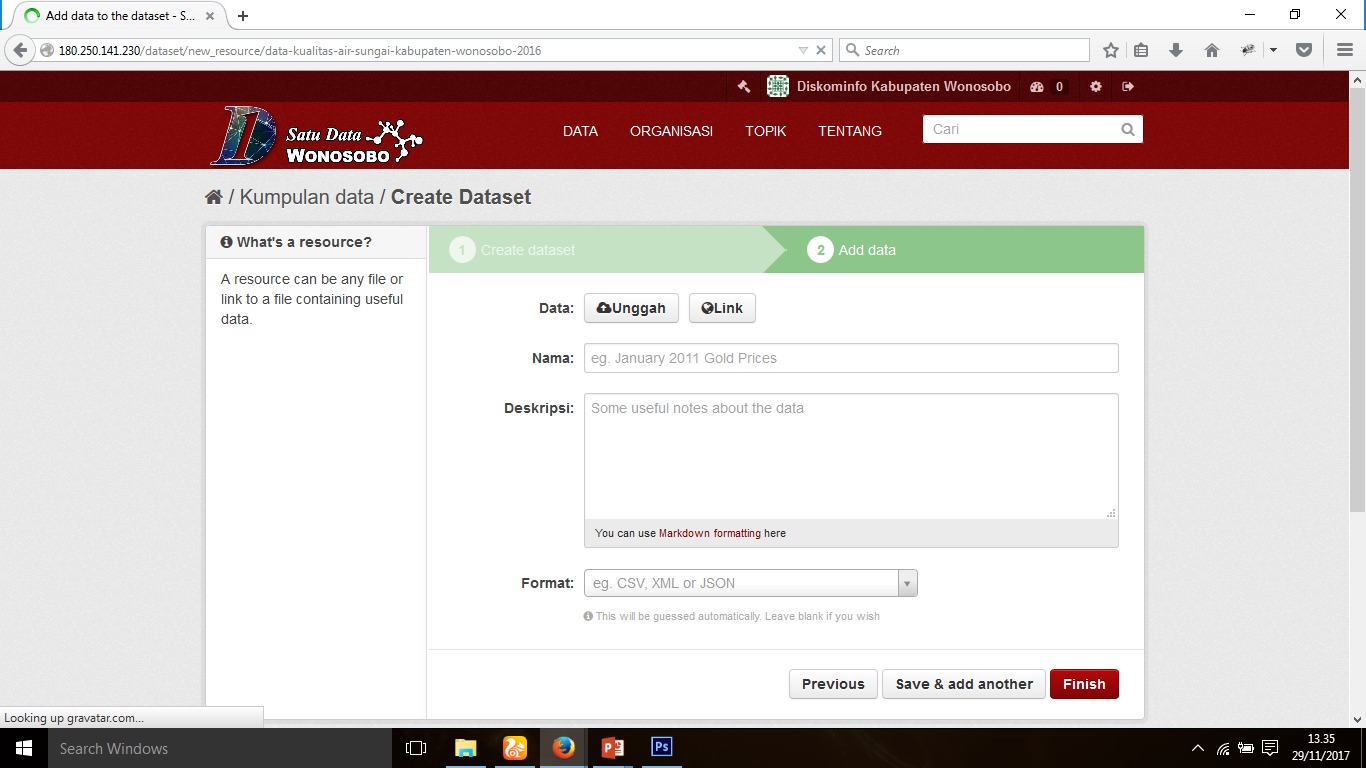 Add data to the dataset - S...
180.250.141.230/dataset/new_resource/data-kualitas-air-sungai-kabupaten-wonosobo-2016
Search
Diskominfo Kabupaten Wonosobo
0
Satu Data
WONOSOBO
DATA
ORGANISASI
TOPIK
TENTANG
Cari
/ Kumpulan data / Create Dataset
What's a resource?
A resource can be any file or
link to a file containing useful
data.
1 Create dataset
2 Add data
Data: Unggah Link
Nama: eg. January 2011 Gold Prices
Deskripsi: Some useful notes about the data
You can use Markdown formatting here
Format: eg. CSV, XML or JSON
This will be guessed automatically. Leave blank if you wish
Previous Save & add another Finish
Looking up gravatar.com...
Search Windows
Ps
13.35
29/11/2017